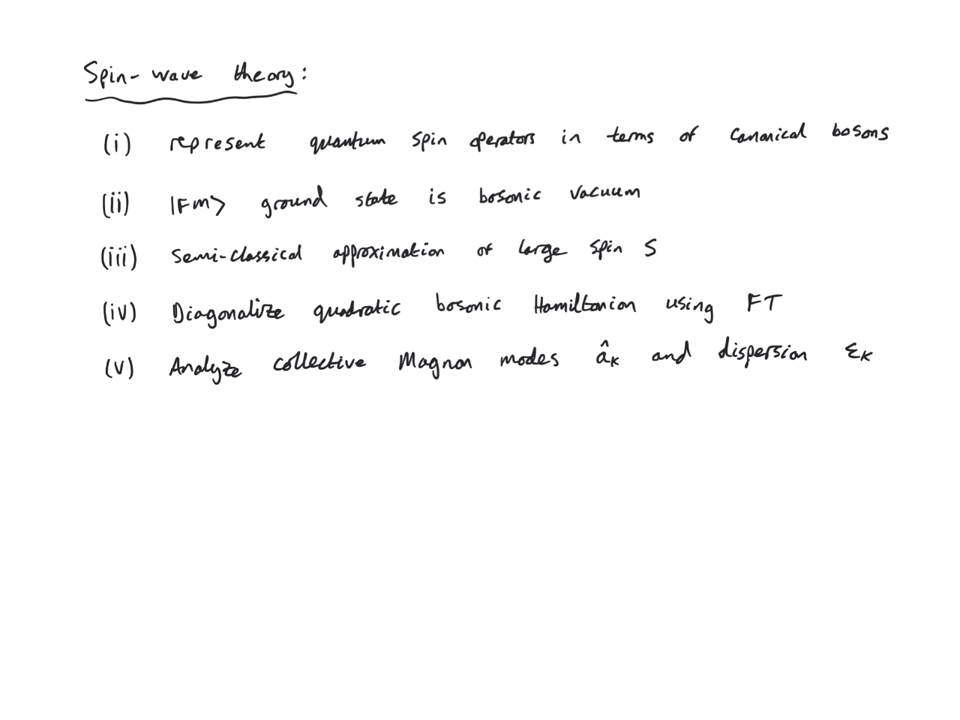 Spin-wave theory:
(i) represent quantum spin operators in terms of canonical bosons
(ii) |FM> ground state is bosonic vacuum
(iii) Semi-classical approximation of large spin S
(iv) Diagonalize quadratic bosonic Hamiltonian using FT
(v) Analyze collective Magnon modes âₖ and dispersion εₖ